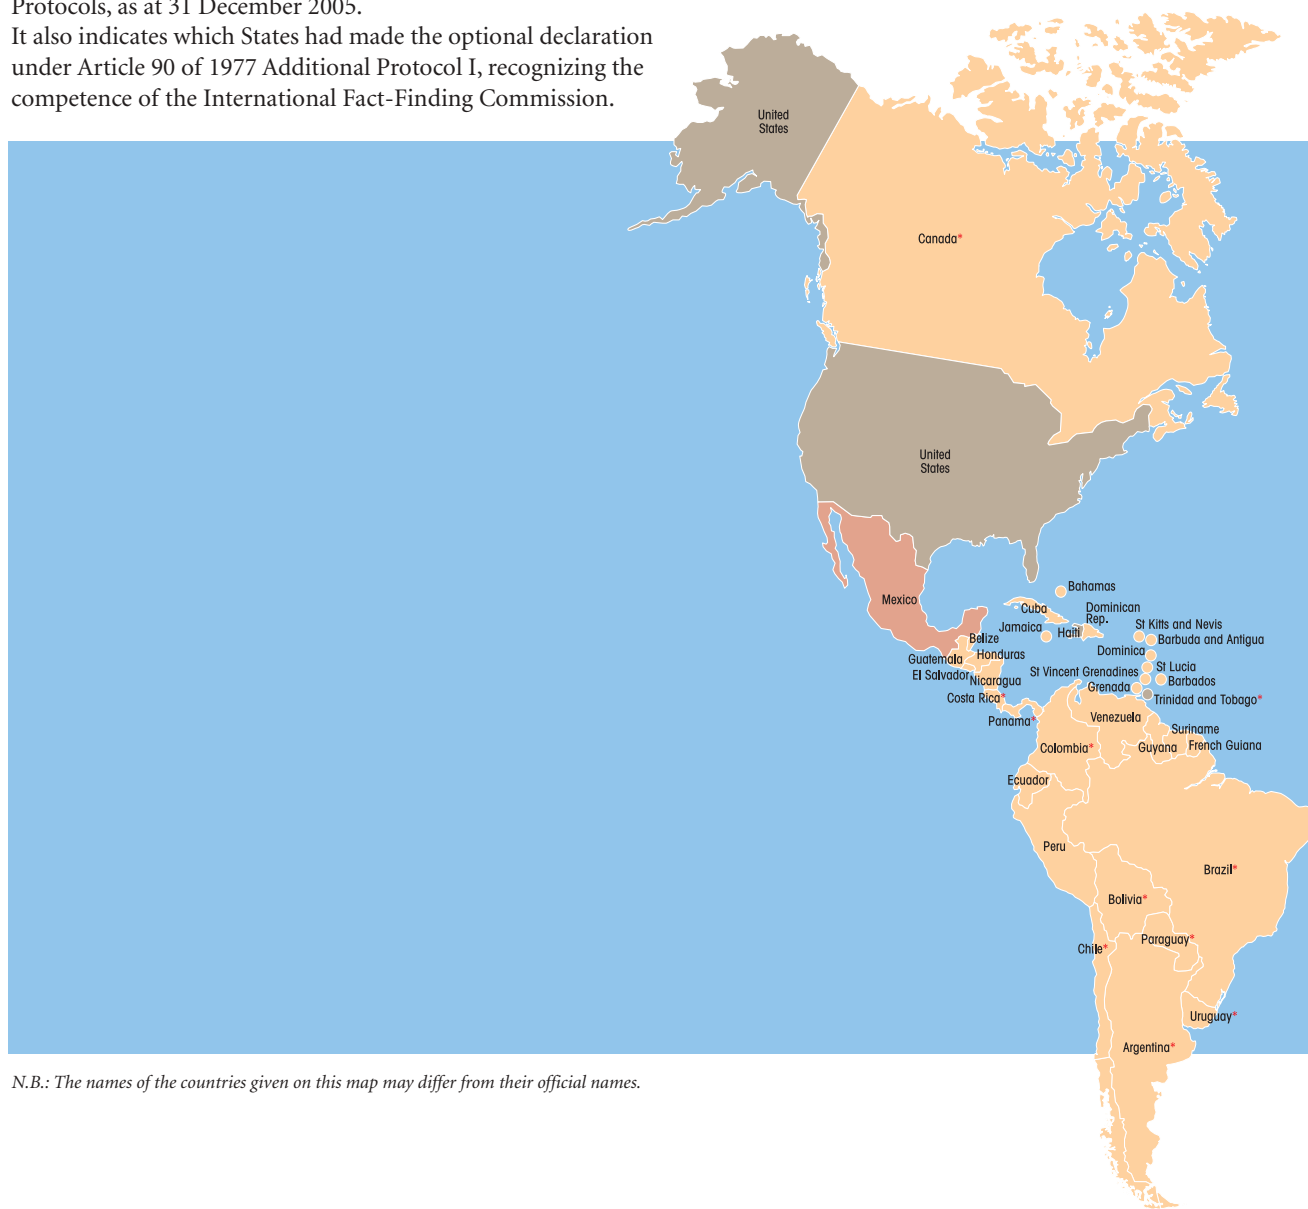 Protocols, as at 31 December 2005.
It also indicates which States had made the optional declaration
under Article 90 of 1977 Additional Protocol I, recognizing the
competence of the International Fact-Finding Commission.
United
States
Canada*
United
States
Mexico
Bahamas
Cuba
Dominican
Rep.
Jamaica
Haiti
St Kitts and Nevis
Barbuda and Antigua
Belize
Dominica
Guatemala
Honduras
St Lucia
El Salvador
St Vincent Grenadines
Nicaragua
Barbados
Grenada
Costa Rica*
Trinidad and Tobago*
Panama*
Venezuela
Suriname
Colombia*
Guyana
French Guiana
Ecuador
Peru
Brazil*
Bolivia*
Paraguay*
Chile*
Uruguay*
Argentina*
N.B.: The names of the countries given on this map may differ from their official names.